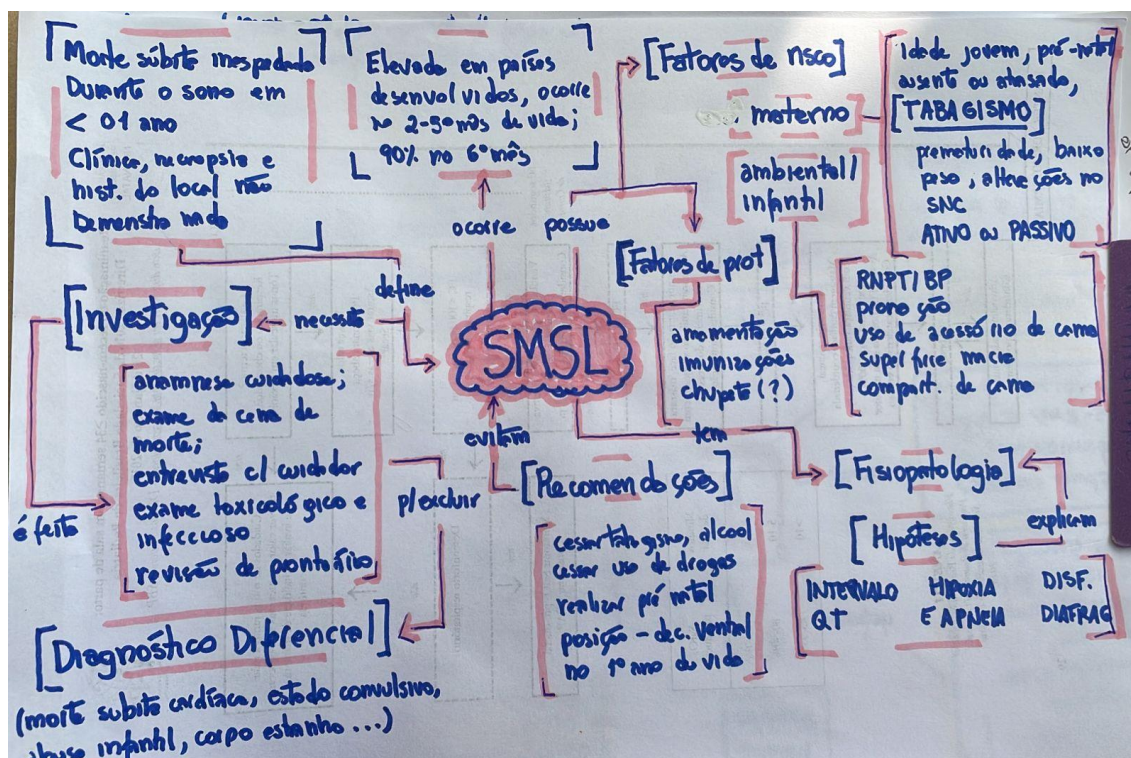 [Morte súbita inesperada
Durante o sono em
< 01 ano
Clínica, necropsia e
hist. do local não
Demonstra nada]
[Elevada em países
desenvolvidos, ocorre
no 2-5º mês de vida;
90% no 6º mês]
[Fatores de risco]
materno
ambiental/
infantil
Idade jovem, pré-natal
ausente ou atrasado,
[TABAGISMO]
prematuridade, baixo
peso, alterações no
SNC
ATIVO ou PASSIVO
ocorre possue
[Fatores de prot]
amamentação
imunizações
chupeta (?)
RNPT/BP
pronação
uso de acessório de cama
superfície macia
compart. de cama
define
[Investigação]
necessita
SMSL
anamnese cuidadosa;
exame da cena de
morte;
entrevista c/ cuidador
exame toxicológico e
infeccioso
revisão de prontuário
é feita
p/excluir
evitam
tem
[Recomendações]
cessar tabagismo, alcool
cessar uso de drogas
realizar pré natal
posição - dec. ventral
no 1º ano de vida
[Fisiopatologia]
explicam
[Hipóteses]
INTERVALO
QT
HIPOXIA
E APNEIA
DISF.
DIAFRAG
[Diagnóstico Diferencial]
(morte subita cardíaca, estado convulsivo,
abuso infantil, corpo estranho...)